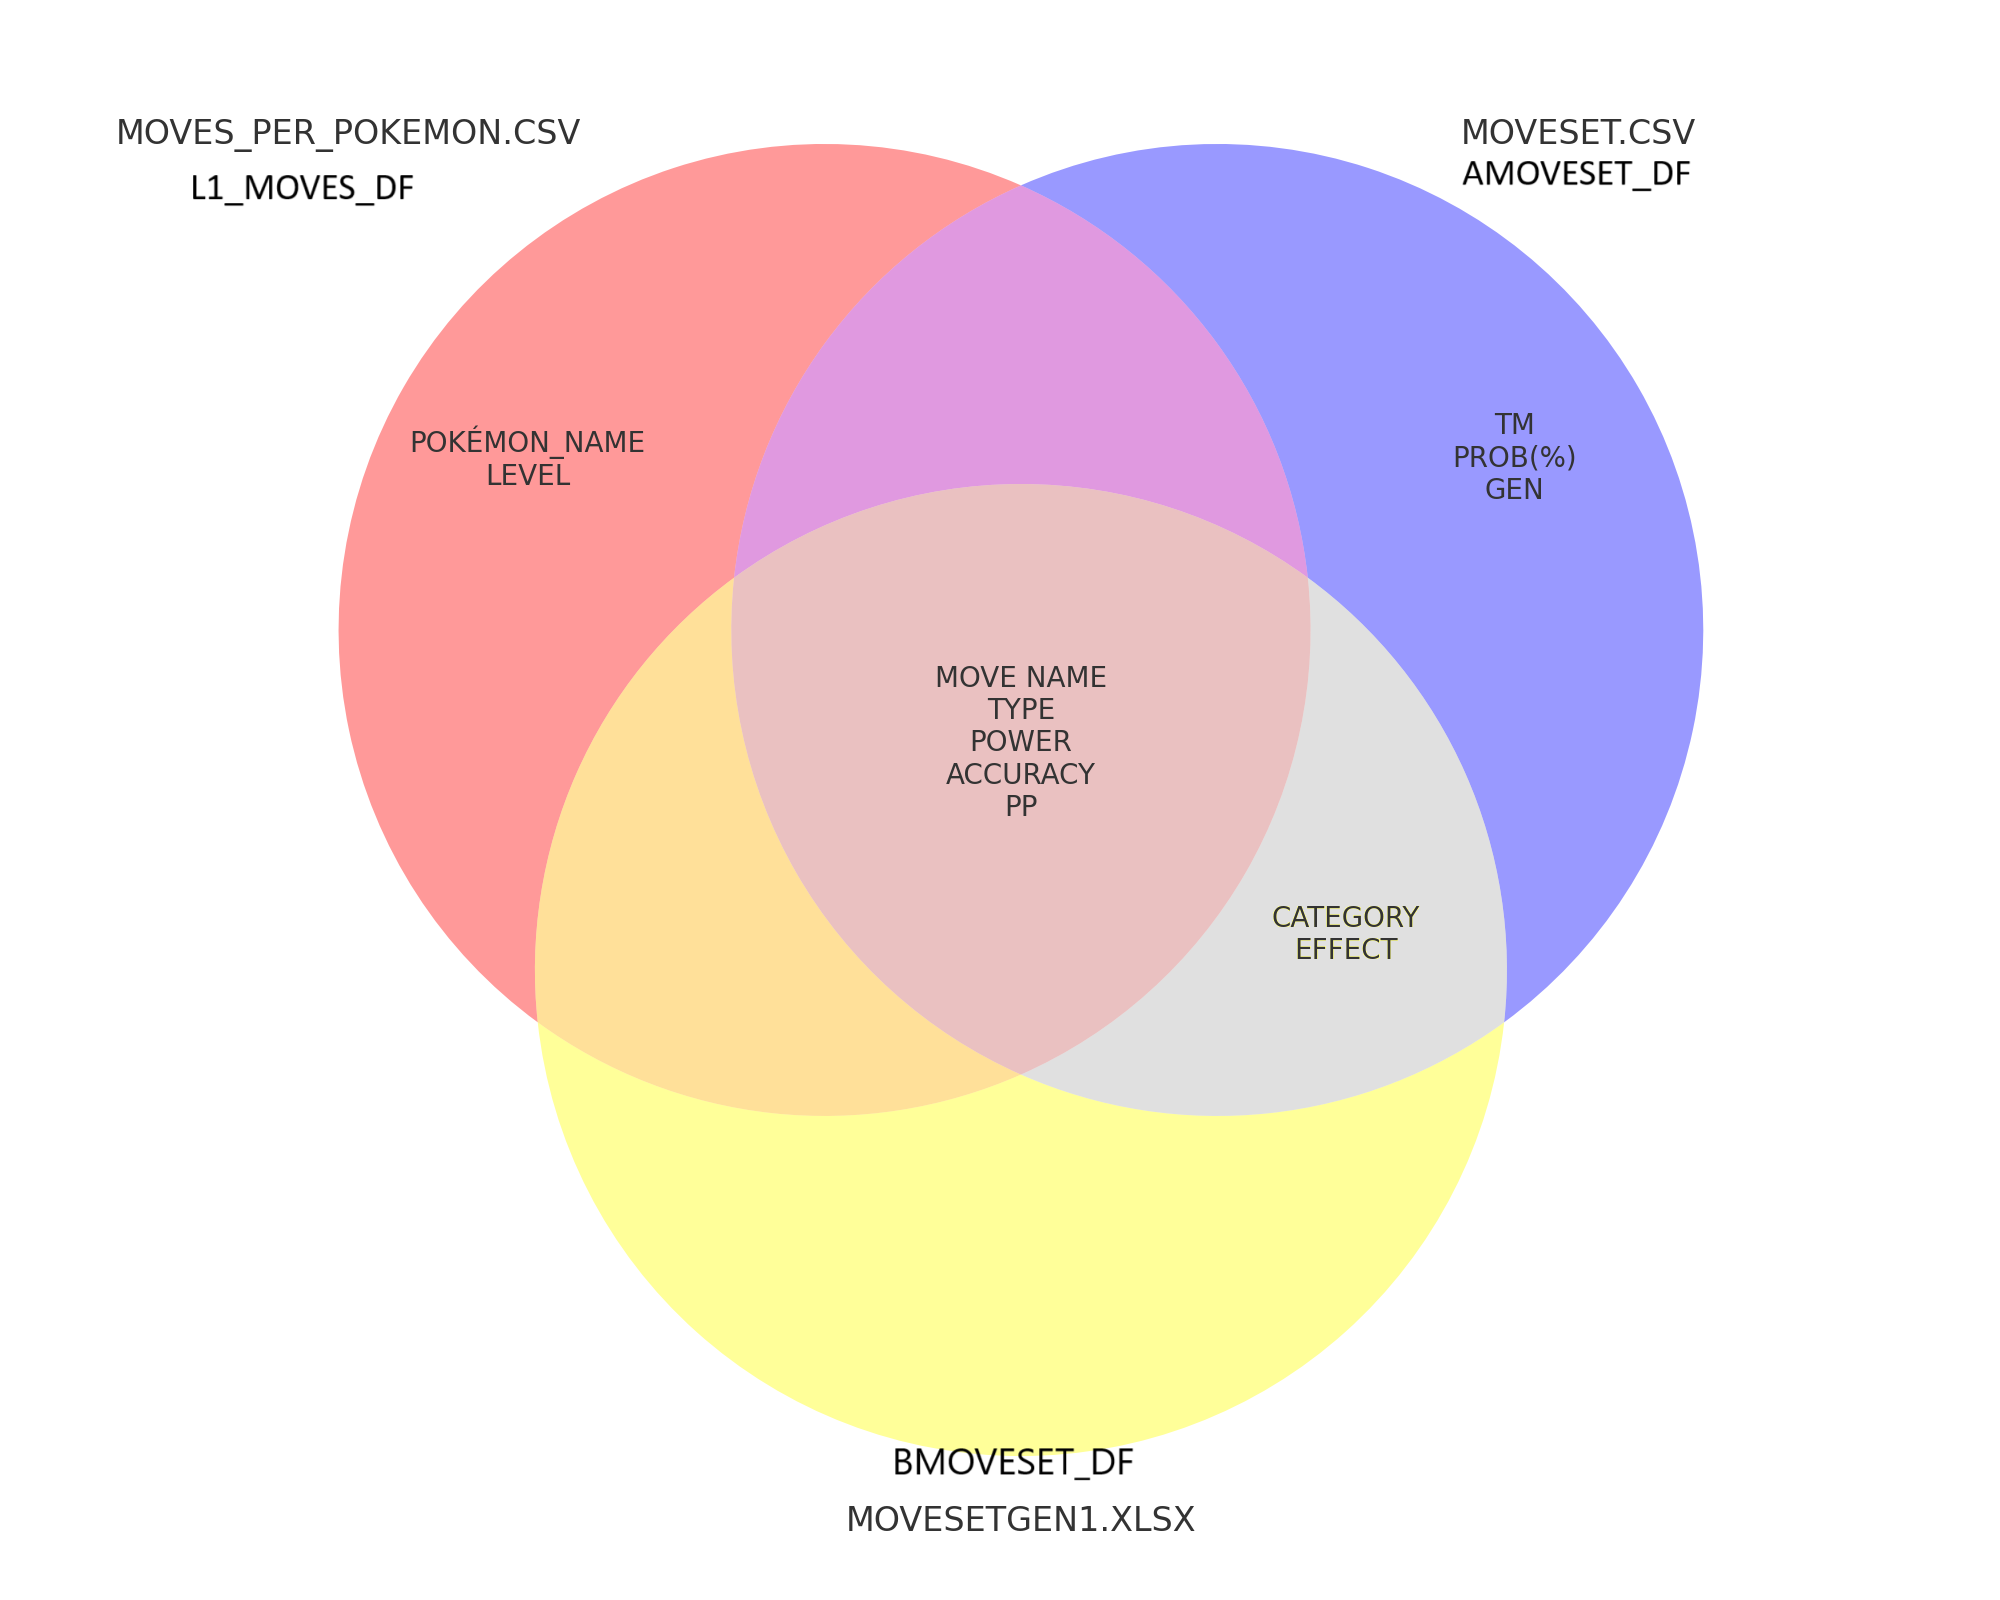 MOVES_PER_POKEMON.CSV
L1_MOVES_DF
MOVESET.CSV
AMOVESET_DF
POKÉMON_NAME
LEVEL
TM
PROB(%)
GEN
MOVE NAME
TYPE
POWER
ACCURACY
PP
CATEGORY
EFFECT
BMOVESET_DF
MOVESETGEN1.XLSX